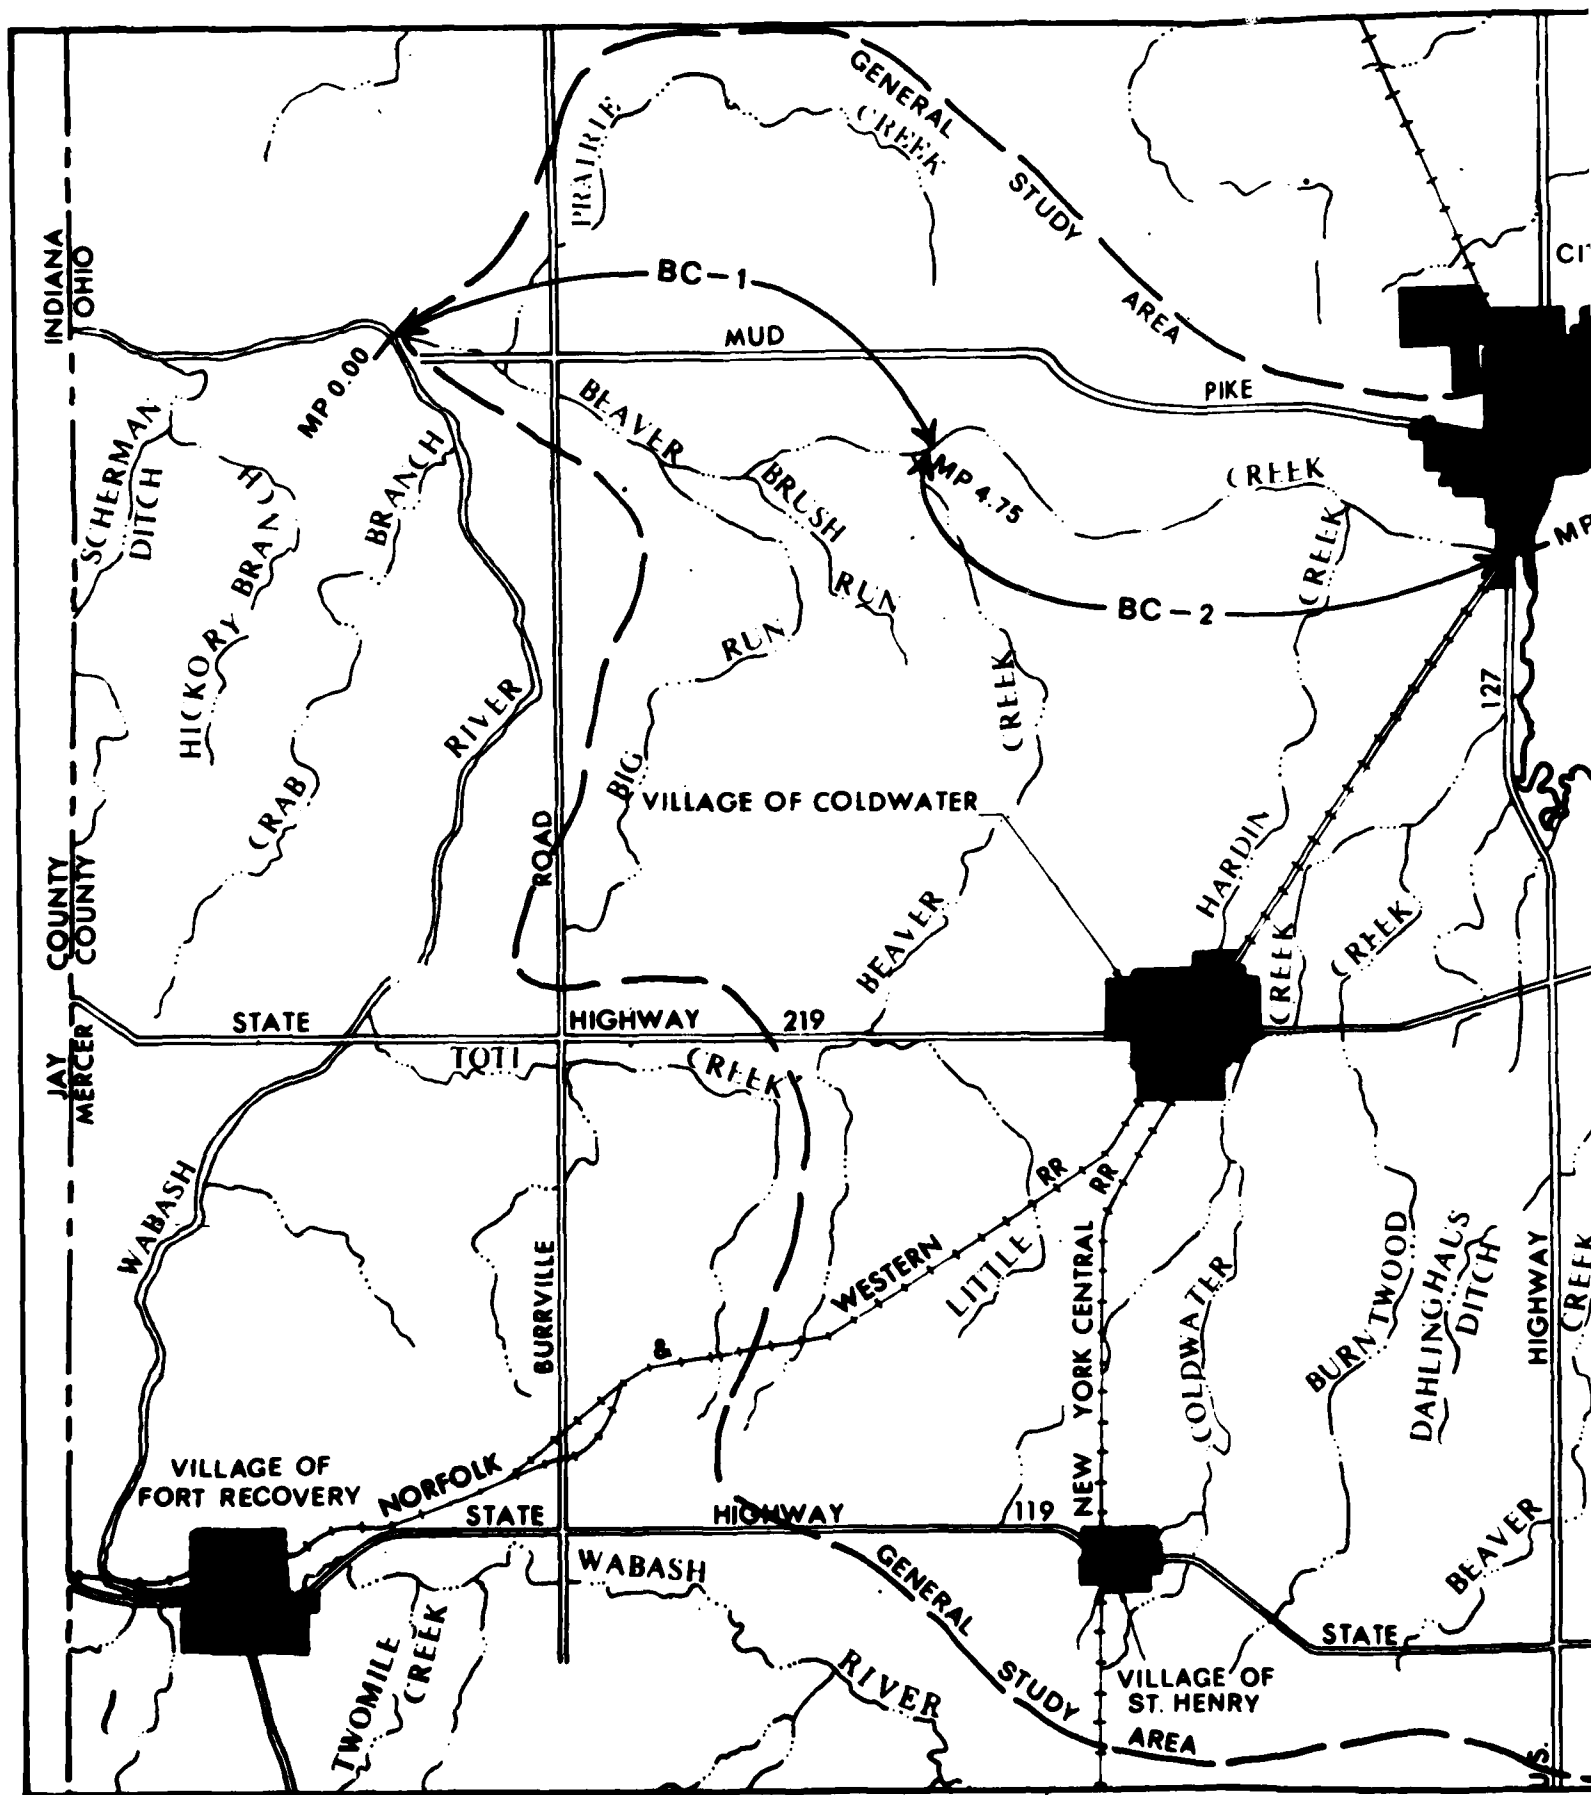 GENERAL
STUDY
AREA
PRAIRIE
CREEK
INDIANA
OHIO
CI
BC-1
MUD
PIKE
MP 0.00
BEAVER
CREEK
MP 4.75
BRUSH
RUN
BC-2
MP
SCHERMAN
DITCH
HICKORY BRANCH
BRANCH
CRAB
RIVER
BIG
RUN
CREEK
CREEK
127
VILLAGE OF COLDWATER
ROAD
HARDIN
BEAVER
CREEK
CREEK
JAY COUNTY
MERCER COUNTY
STATE
HIGHWAY
219
TOTI
CREEK
WABASH
BURRVILLE
RR
RR
WESTERN
&
NORFOLK
LITTLE
NEW YORK CENTRAL
COLDWATER
BURNTWOOD
DAHLINGHAUS
DITCH
HIGHWAY
CREEK
VILLAGE OF
FORT RECOVERY
STATE
HIGHWAY
119
WABASH
RIVER
TWOMILE
CREEK
GENERAL
STUDY
AREA
VILLAGE OF
ST. HENRY
BEAVER
STATE
U.S.